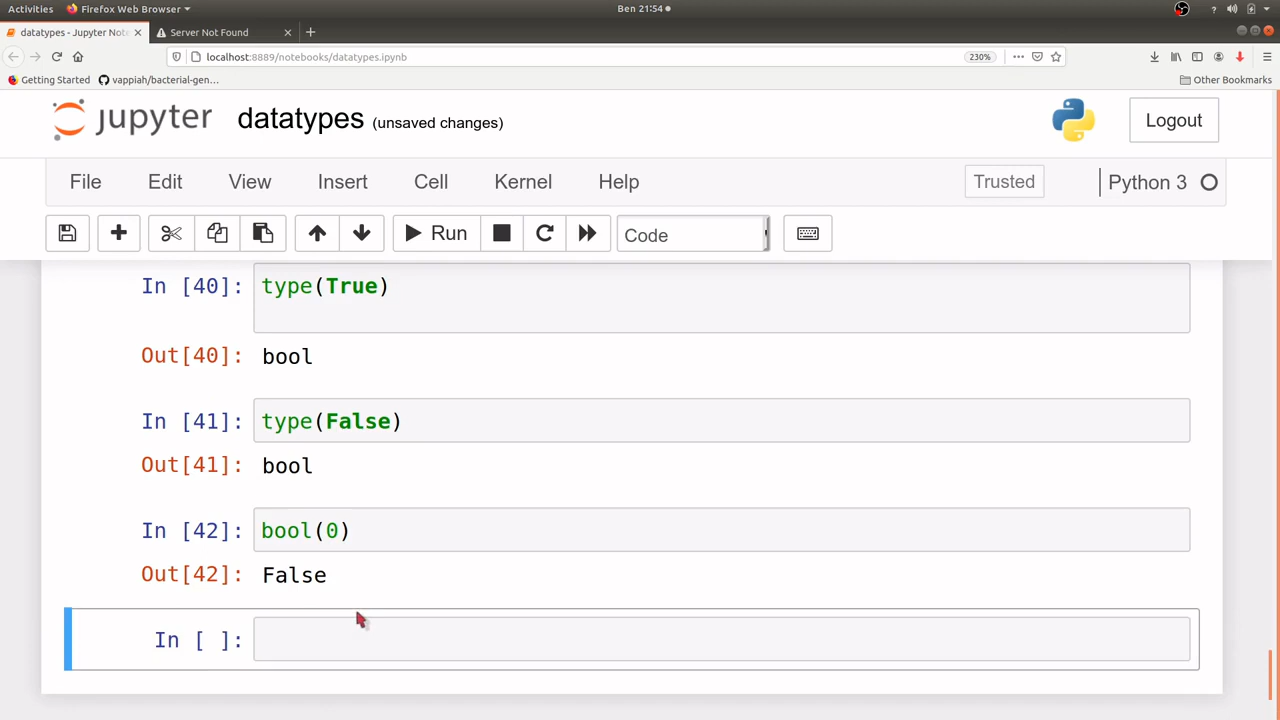 Activities Firefox Web Browser Ben 21:54
datatypes - Jupyter Note Server Not Found
localhost:8889/notebooks/datatypes.ipynb 230%
Getting Started vappiah/bacterial-gen... Other Bookmarks
jupyter datatypes (unsaved changes) Logout
File Edit View Insert Cell Kernel Help Trusted Python 3
Run Code
In [40]: type(True)
Out[40]: bool
In [41]: type(False)
Out[41]: bool
In [42]: bool(0)
Out[42]: False
In [ ]: